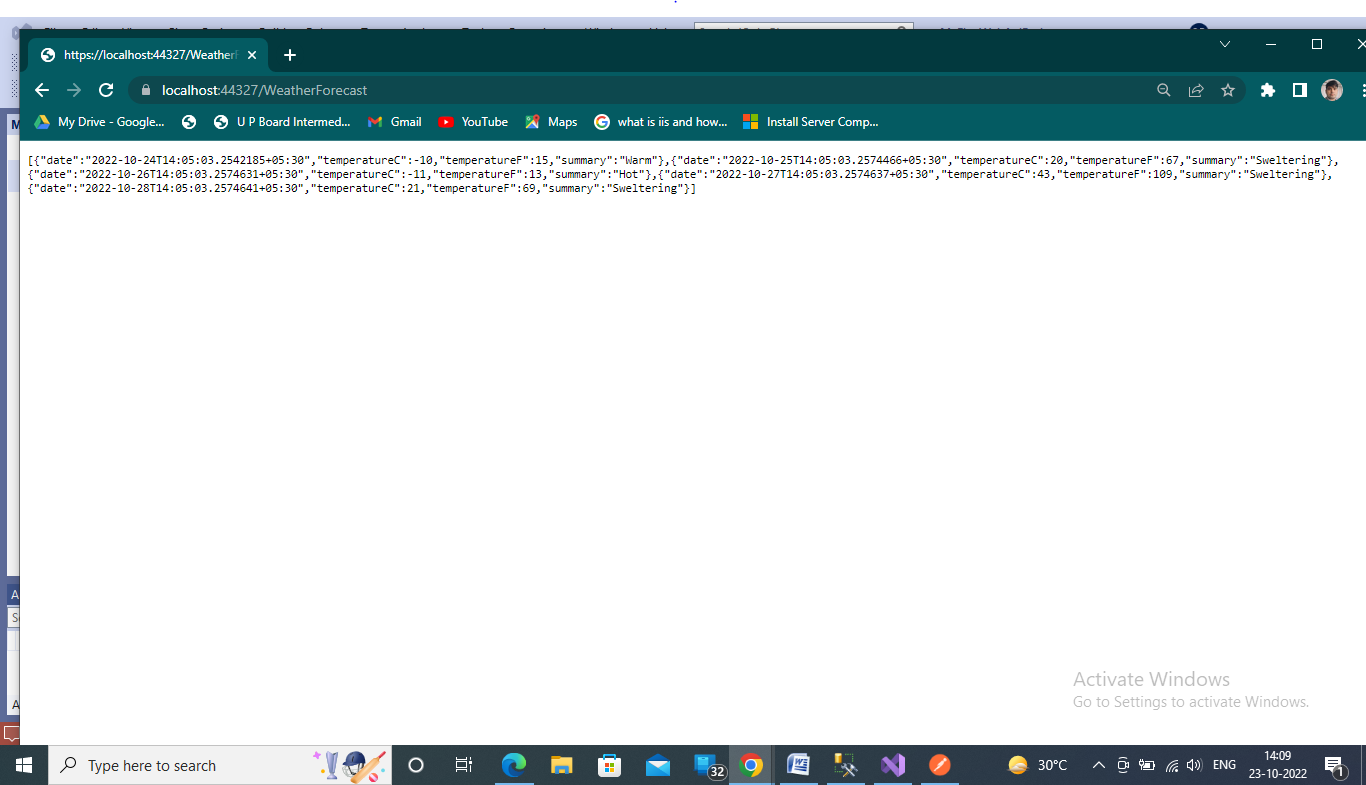 https://localhost:44327/Weather
localhost:44327/WeatherForecast
My Drive - Google...
U P Board Intermed...
Gmail
YouTube
Maps
what is iis and how...
Install Server Comp...
[{"date":"2022-10-24T14:05:03.2542185+05:30","temperatureC":-10,"temperatureF":15,"summary":"Warm"},{"date":"2022-10-25T14:05:03.2574466+05:30","temperatureC":20,"temperatureF":67,"summary":"Sweltering"},
{"date":"2022-10-26T14:05:03.2574631+05:30","temperatureC":-11,"temperatureF":13,"summary":"Hot"},{"date":"2022-10-27T14:05:03.2574637+05:30","temperatureC":43,"temperatureF":109,"summary":"Sweltering"},
{"date":"2022-10-28T14:05:03.2574641+05:30","temperatureC":21,"temperatureF":69,"summary":"Sweltering"}]
Activate Windows
Go to Settings to activate Windows.
Type here to search
32
30°C
ENG
14:09
23-10-2022
1